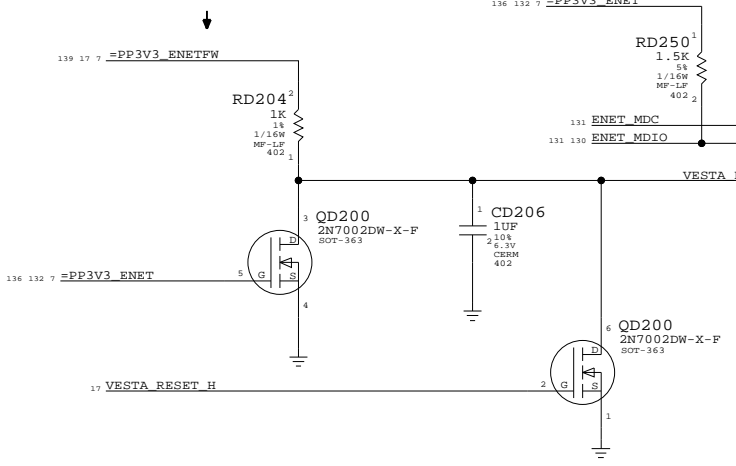 136 132 7 =PP3V3_ENET
RD250
1
1.5K
5%
1/16W
MF-LF
402
2
139 17 7 =PP3V3_ENETFW
RD204
2
1K
1%
1/16W
MF-LF
402
1
131 ENET_MDC
131 130 ENET_MDIO
VESTA_
3
QD200
2N7002DW-X-F
SOT-363
D
5 G S
4
136 132 7 =PP3V3_ENET
1
CD206
1UF
10%
2
6.3V
CERM
402
6
QD200
2N7002DW-X-F
SOT-363
D
2 G S
1
17 VESTA_RESET_H